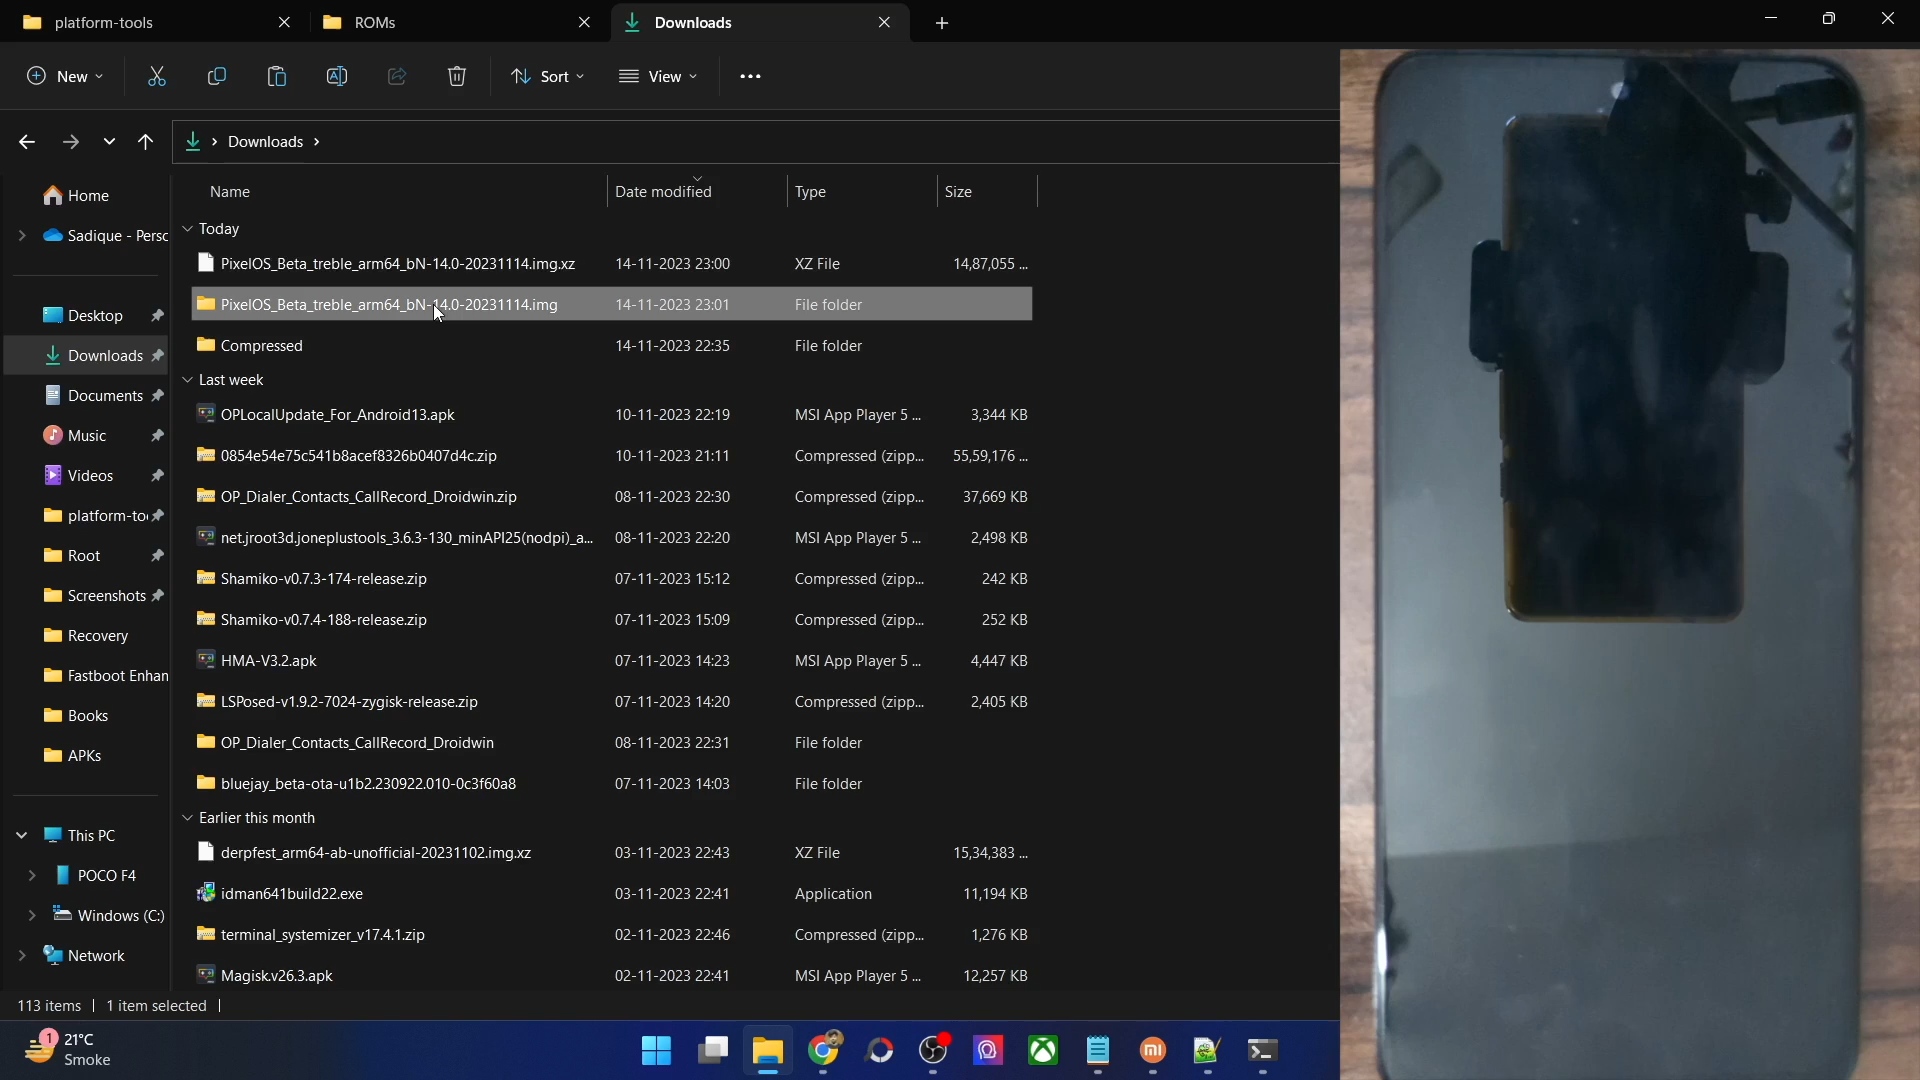 platform-tools
ROMs
Downloads
New
Sort
View
Downloads
Home
Sadique - Perso
Desktop
Downloads
Documents
Music
Videos
platform-to
Root
Screenshots
Recovery
Fastboot Enhan
Books
APKs
This PC
POCO F4
Windows (C:)
Network
Name Date modified Type Size
Today
PixelOS_Beta_treble_arm64_bN-14.0-20231114.img.xz 14-11-2023 23:00 XZ File 14,87,055 ...
PixelOS_Beta_treble_arm64_bN-14.0-20231114.img 14-11-2023 23:01 File folder
Compressed 14-11-2023 22:35 File folder
Last week
OPLocalUpdate_For_Android13.apk 10-11-2023 22:19 MSI App Player 5 ... 3,344 KB
0854e54e75c541b8acef8326b0407d4c.zip 10-11-2023 21:11 Compressed (zipp... 55,59,176 ...
OP_Dialer_Contacts_CallRecord_Droidwin.zip 08-11-2023 22:30 Compressed (zipp... 37,669 KB
net.jroot3d.joneplustools_3.6.3-130_minAPI25(nodpi)_a... 08-11-2023 22:20 MSI App Player 5 ... 2,498 KB
Shamiko-v0.7.3-174-release.zip 07-11-2023 15:12 Compressed (zipp... 242 KB
Shamiko-v0.7.4-188-release.zip 07-11-2023 15:09 Compressed (zipp... 252 KB
HMA-V3.2.apk 07-11-2023 14:23 MSI App Player 5 ... 4,447 KB
LSPosed-v1.9.2-7024-zygisk-release.zip 07-11-2023 14:20 Compressed (zipp... 2,405 KB
OP_Dialer_Contacts_CallRecord_Droidwin 08-11-2023 22:31 File folder
bluejay_beta-ota-u1b2.230922.010-0c3f60a8 07-11-2023 14:03 File folder
Earlier this month
derpfest_arm64-ab-unofficial-20231102.img.xz 03-11-2023 22:43 XZ File 15,34,383 ...
idman641build22.exe 03-11-2023 22:41 Application 11,194 KB
terminal_systemizer_v17.4.1.zip 02-11-2023 22:46 Compressed (zipp... 1,276 KB
Magisk.v26.3.apk 02-11-2023 22:41 MSI App Player 5 ... 12,257 KB
113 items 1 item selected
1
21°C
Smoke